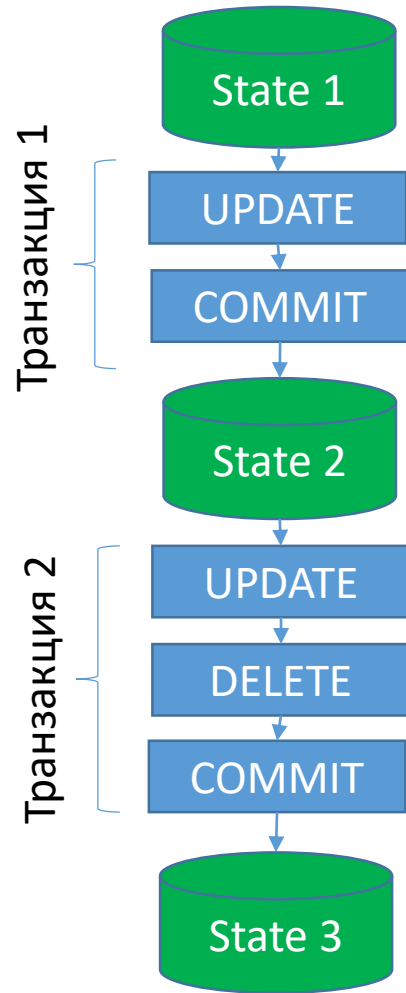 State 1
Транзакция 1
UPDATE
COMMIT
State 2
Транзакция 2
UPDATE
DELETE
COMMIT
State 3